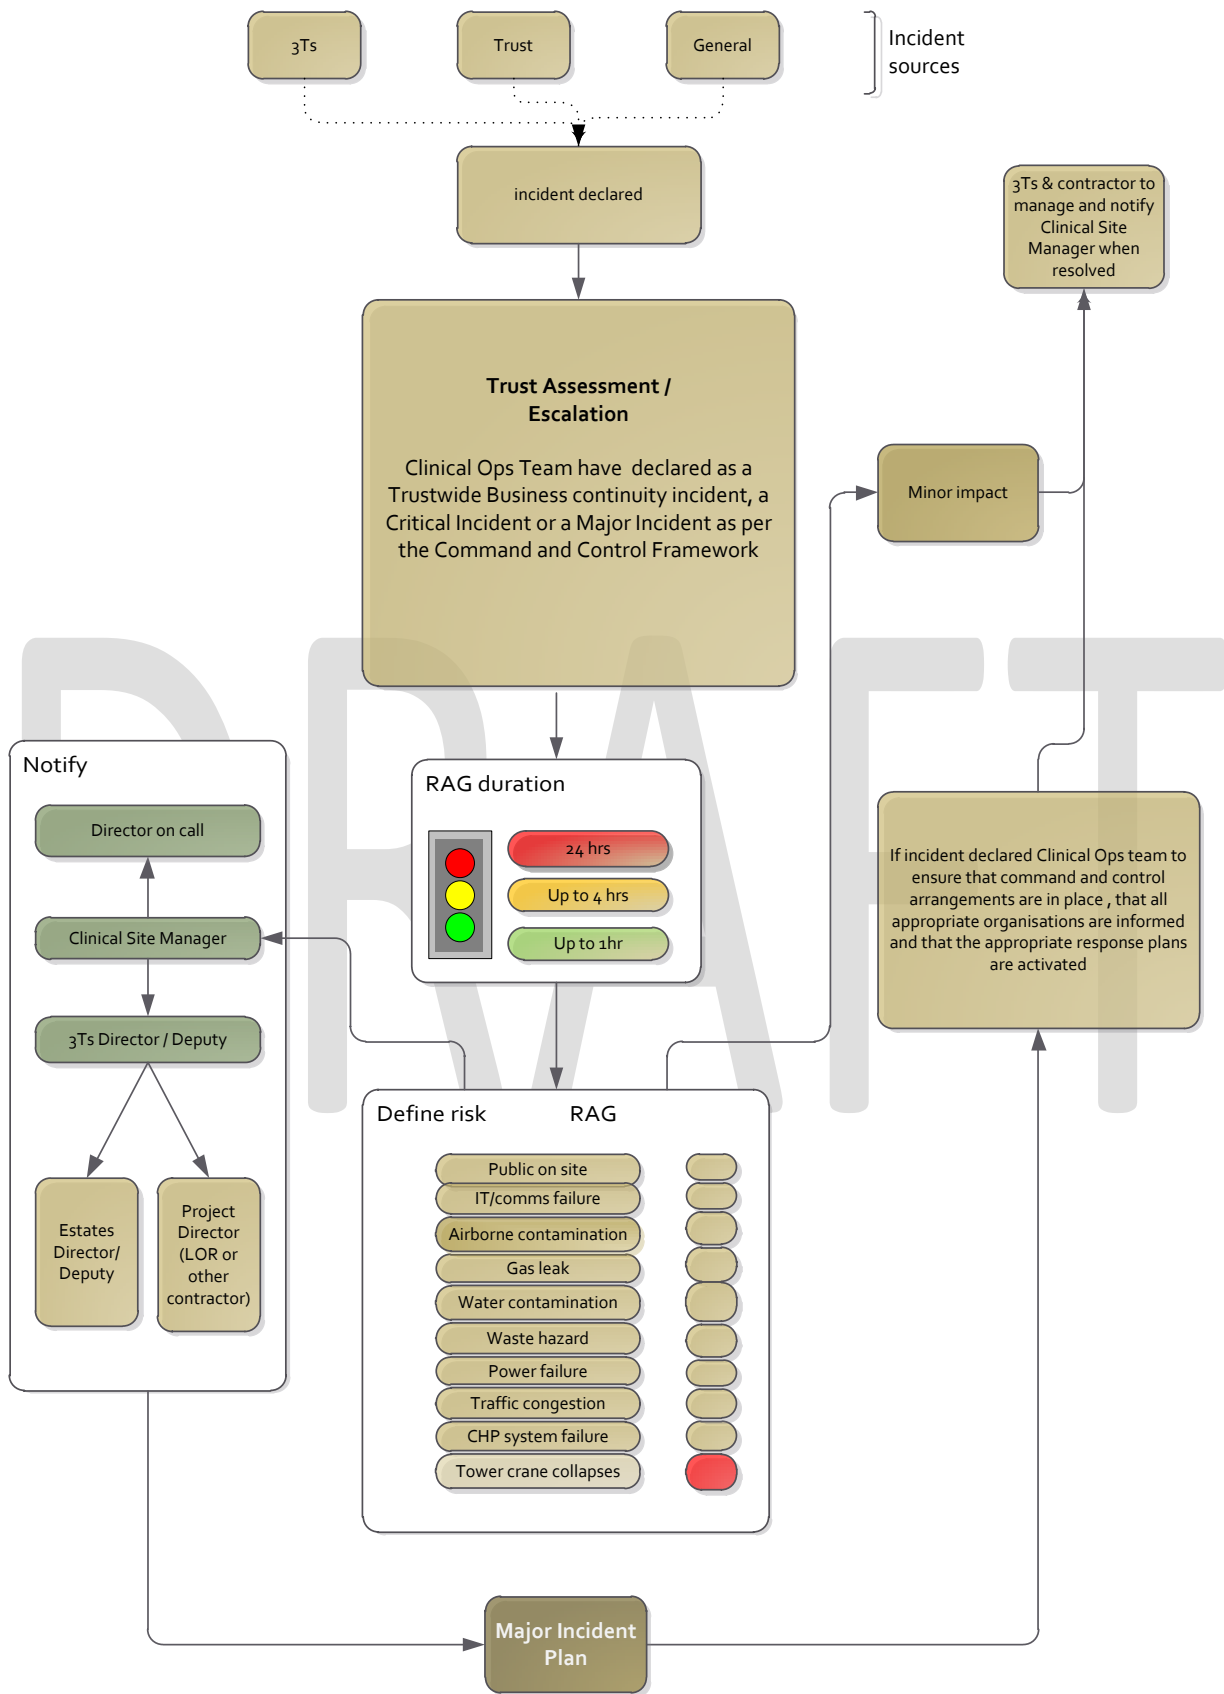 3Ts
Trust
General
Incident
sources
incident declared
3Ts & contractor to
manage and notify
Clinical Site
Manager when
resolved
Trust Assessment /
Escalation
Clinical Ops Team have declared as a
Trustwide Business continuity incident, a
Critical Incident or a Major Incident as per
the Command and Control Framework
Minor impact
DRAFT
Notify
Director on call
Clinical Site Manager
3Ts Director / Deputy
Estates
Director/
Deputy
Project
Director
(LOR or
other
contractor)
RAG duration
24 hrs
Up to 4 hrs
Up to 1hr
If incident declared Clinical Ops team to
ensure that command and control
arrangements are in place , that all
appropriate organisations are informed
and that the appropriate response plans
are activated
Define risk RAG
Public on site
IT/comms failure
Airborne contamination
Gas leak
Water contamination
Waste hazard
Power failure
Traffic congestion
CHP system failure
Tower crane collapses
Major Incident
Plan